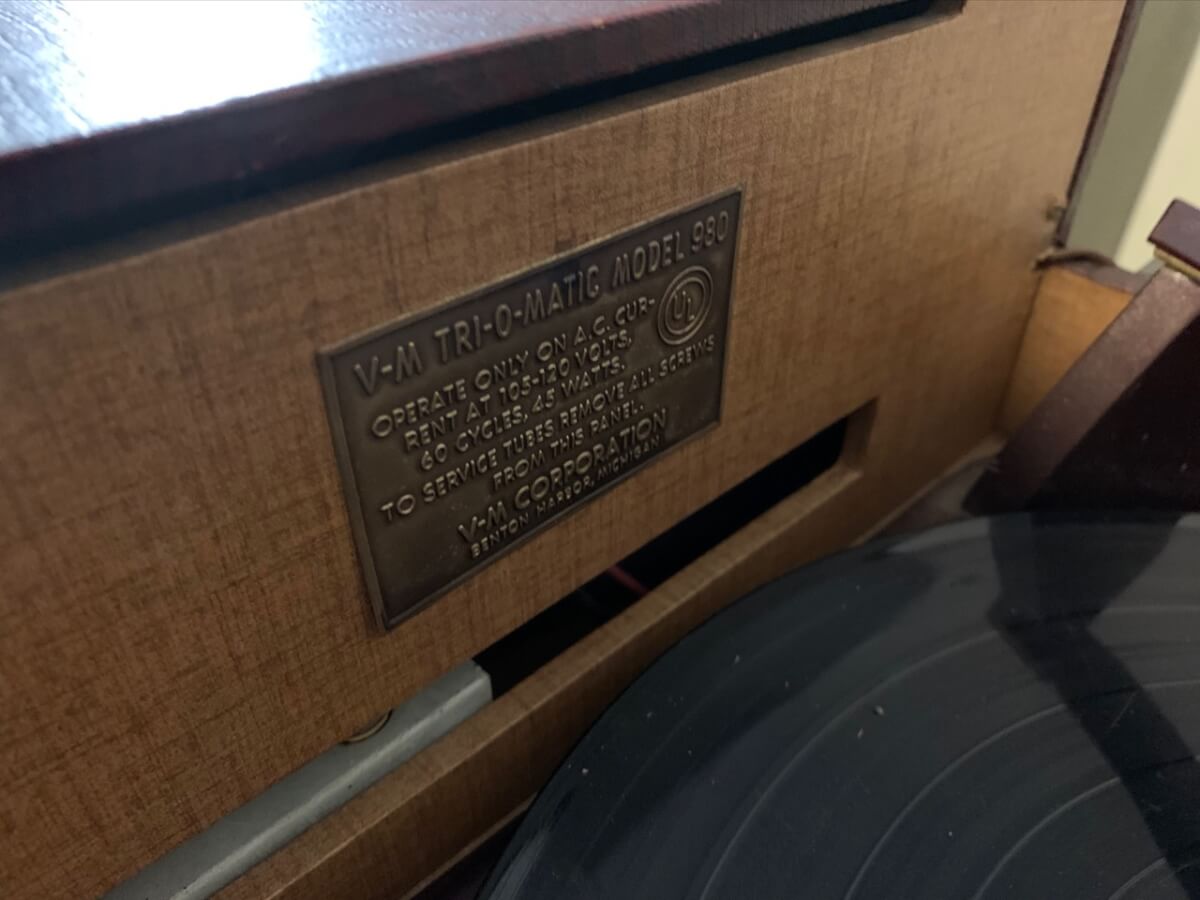 V-M TRI-O-MATIC MODEL 980
OPERATE ONLY ON A.C. CUR-
RENT AT 105-120 VOLTS,
60 CYCLES, 45 WATTS.
UL
TO SERVICE TUBES REMOVE ALL SCREWS
FROM THIS PANEL.
V-M CORPORATION
BENTON HARBOR, MICHIGAN